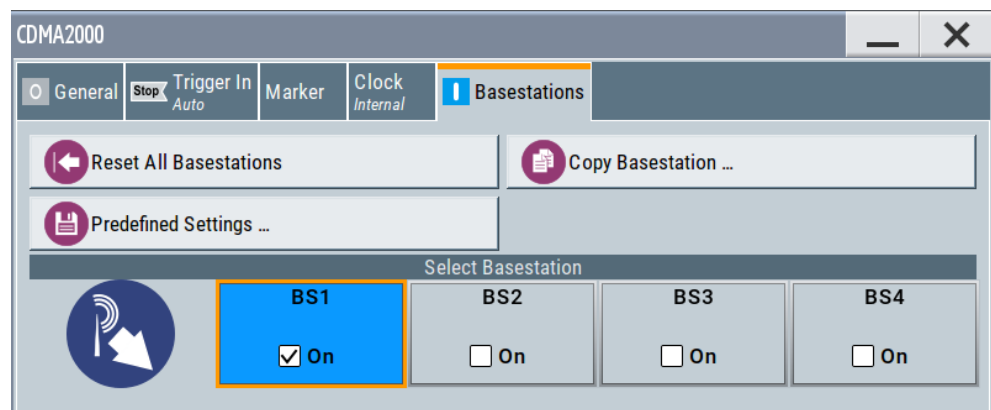 CDMA2000
O General Stop Trigger In Marker Clock Basestations
Auto Internal
Reset All Basestations Copy Basestation ...
Predefined Settings ...
Select Basestation
BS1 BS2 BS3 BS4
On On On On